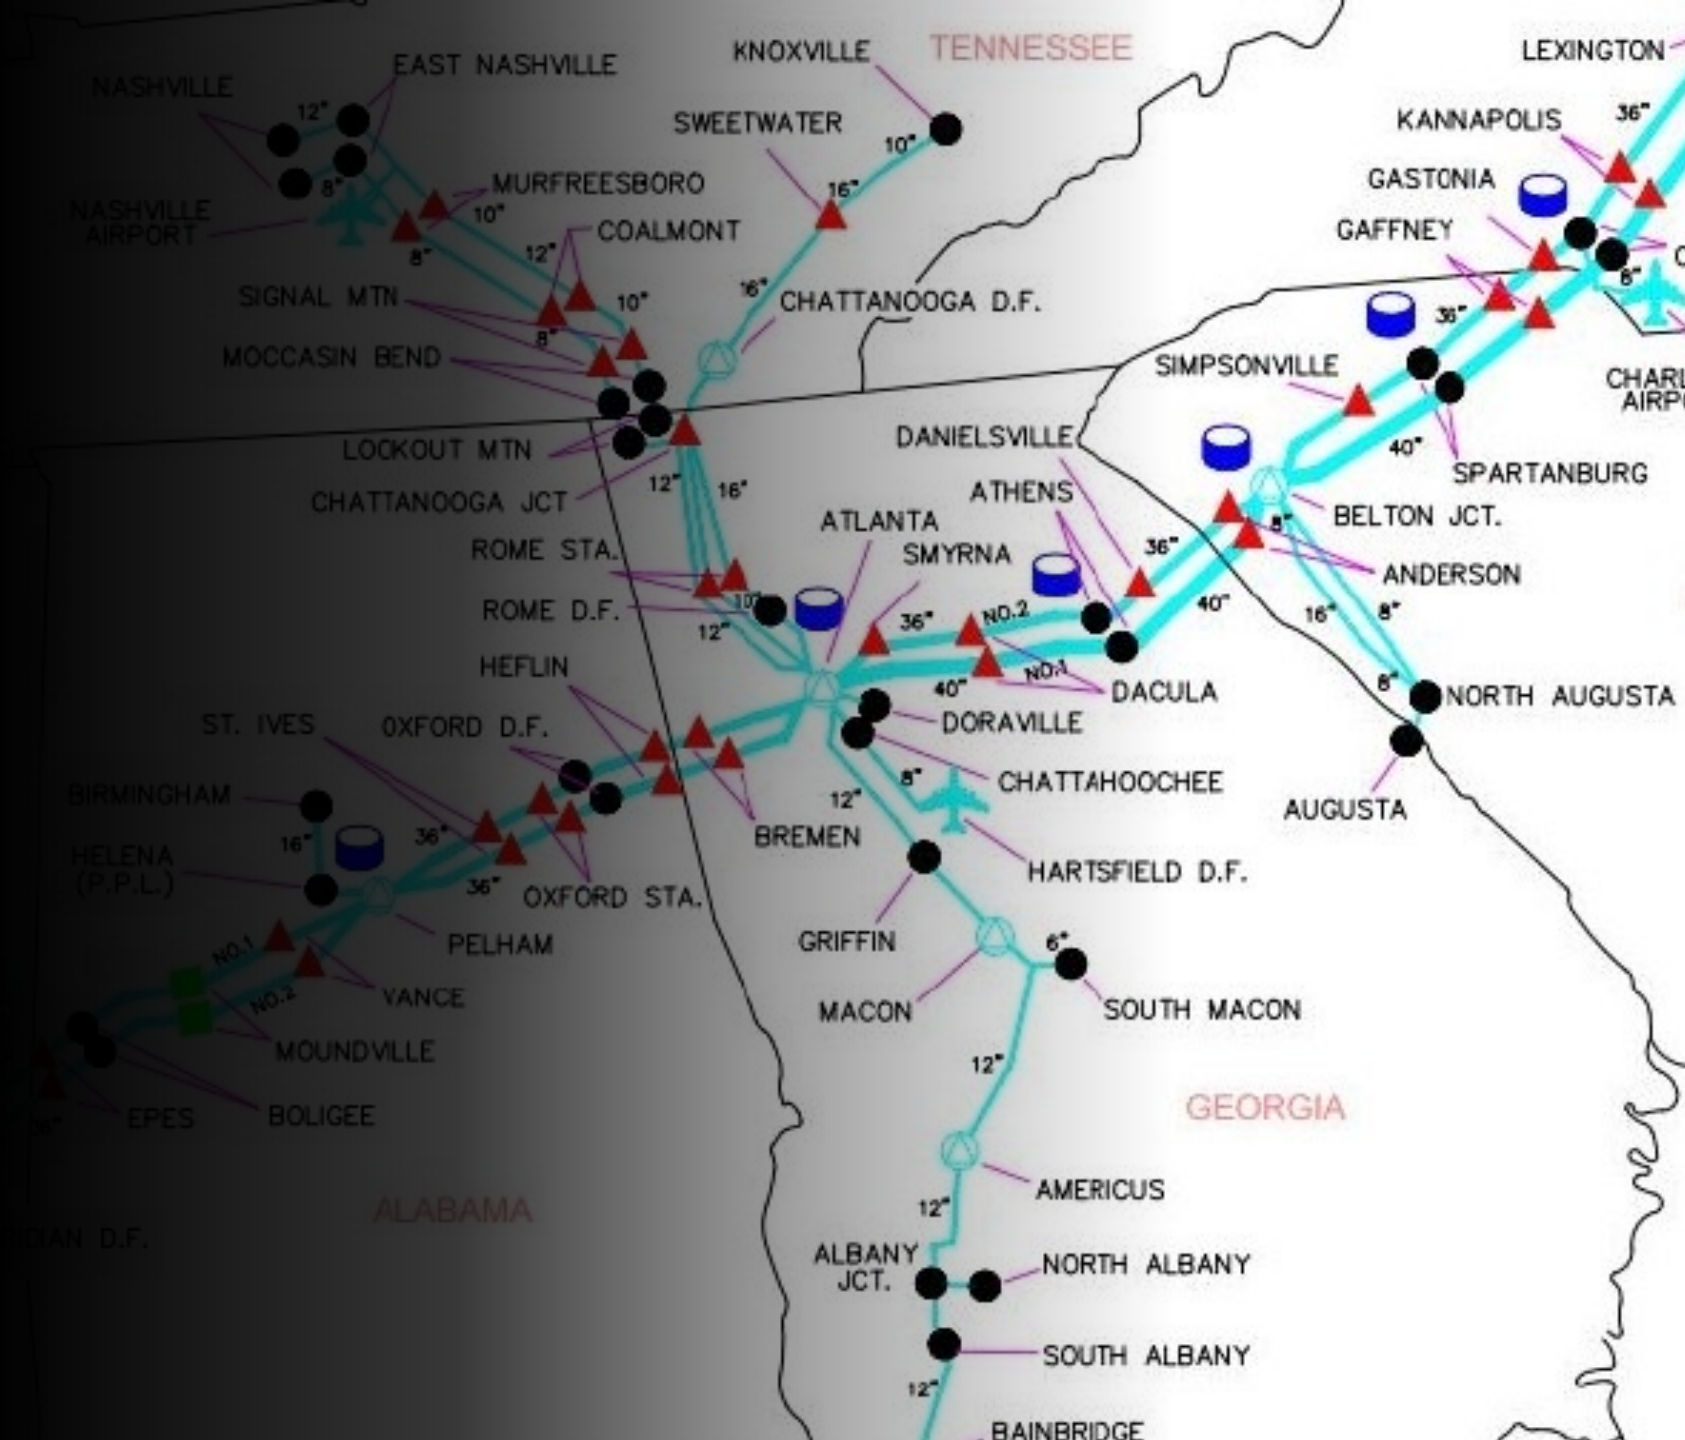 KNOXVILLE
TENNESSEE
LEXINGTON
EAST NASHVILLE
NASHVILLE
12"
SWEETWATER
10"
KANNAPOLIS
36"
GASTONIA
MURFREESBORO
8"
16"
NASHVILLE
AIRPORT
10"
COALMONT
GAFFNEY
12"
8"
SIGNAL MTN
10"
16"
CHATTANOOGA D.F.
8"
36"
8"
MOCCASIN BEND
SIMPSONVILLE
CHARL
AIRPO
LOOKOUT MTN
DANIELSVILLE
40"
SPARTANBURG
12"
16"
CHATTANOOGA JCT
ATHENS
ATLANTA
8"
BELTON JCT.
ROME STA.
SMYRNA
36"
ANDERSON
10"
40"
ROME D.F.
12"
36"
NO.2
16"
8"
HEFLIN
NO.1
40"
DACULA
8"
NORTH AUGUSTA
ST. IVES
OXFORD D.F.
DORAVILLE
BIRMINGHAM
8"
CHATTAHOOCHEE
12"
AUGUSTA
16"
36"
BREMEN
HELENA
(P.P.L.)
36"
OXFORD STA.
HARTSFIELD D.F.
NO.1
PELHAM
GRIFFIN
6"
NO.2
VANCE
MACON
SOUTH MACON
MOUNDVILLE
12"
EPES
BOLIGEE
GEORGIA
ALABAMA
AMERICUS
12"
IDIAN D.F.
ALBANY
JCT.
NORTH ALBANY
SOUTH ALBANY
12"
BAINBRIDGE